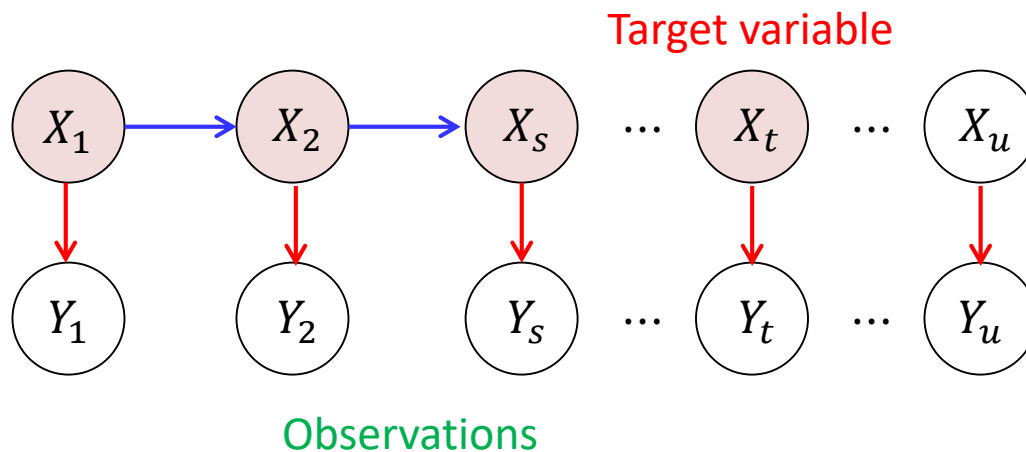 Target variable
X₁ X₂ Xₛ ... Xₜ ... Xᵤ
Y₁ Y₂ Yₛ ... Yₜ ... Yᵤ
Observations